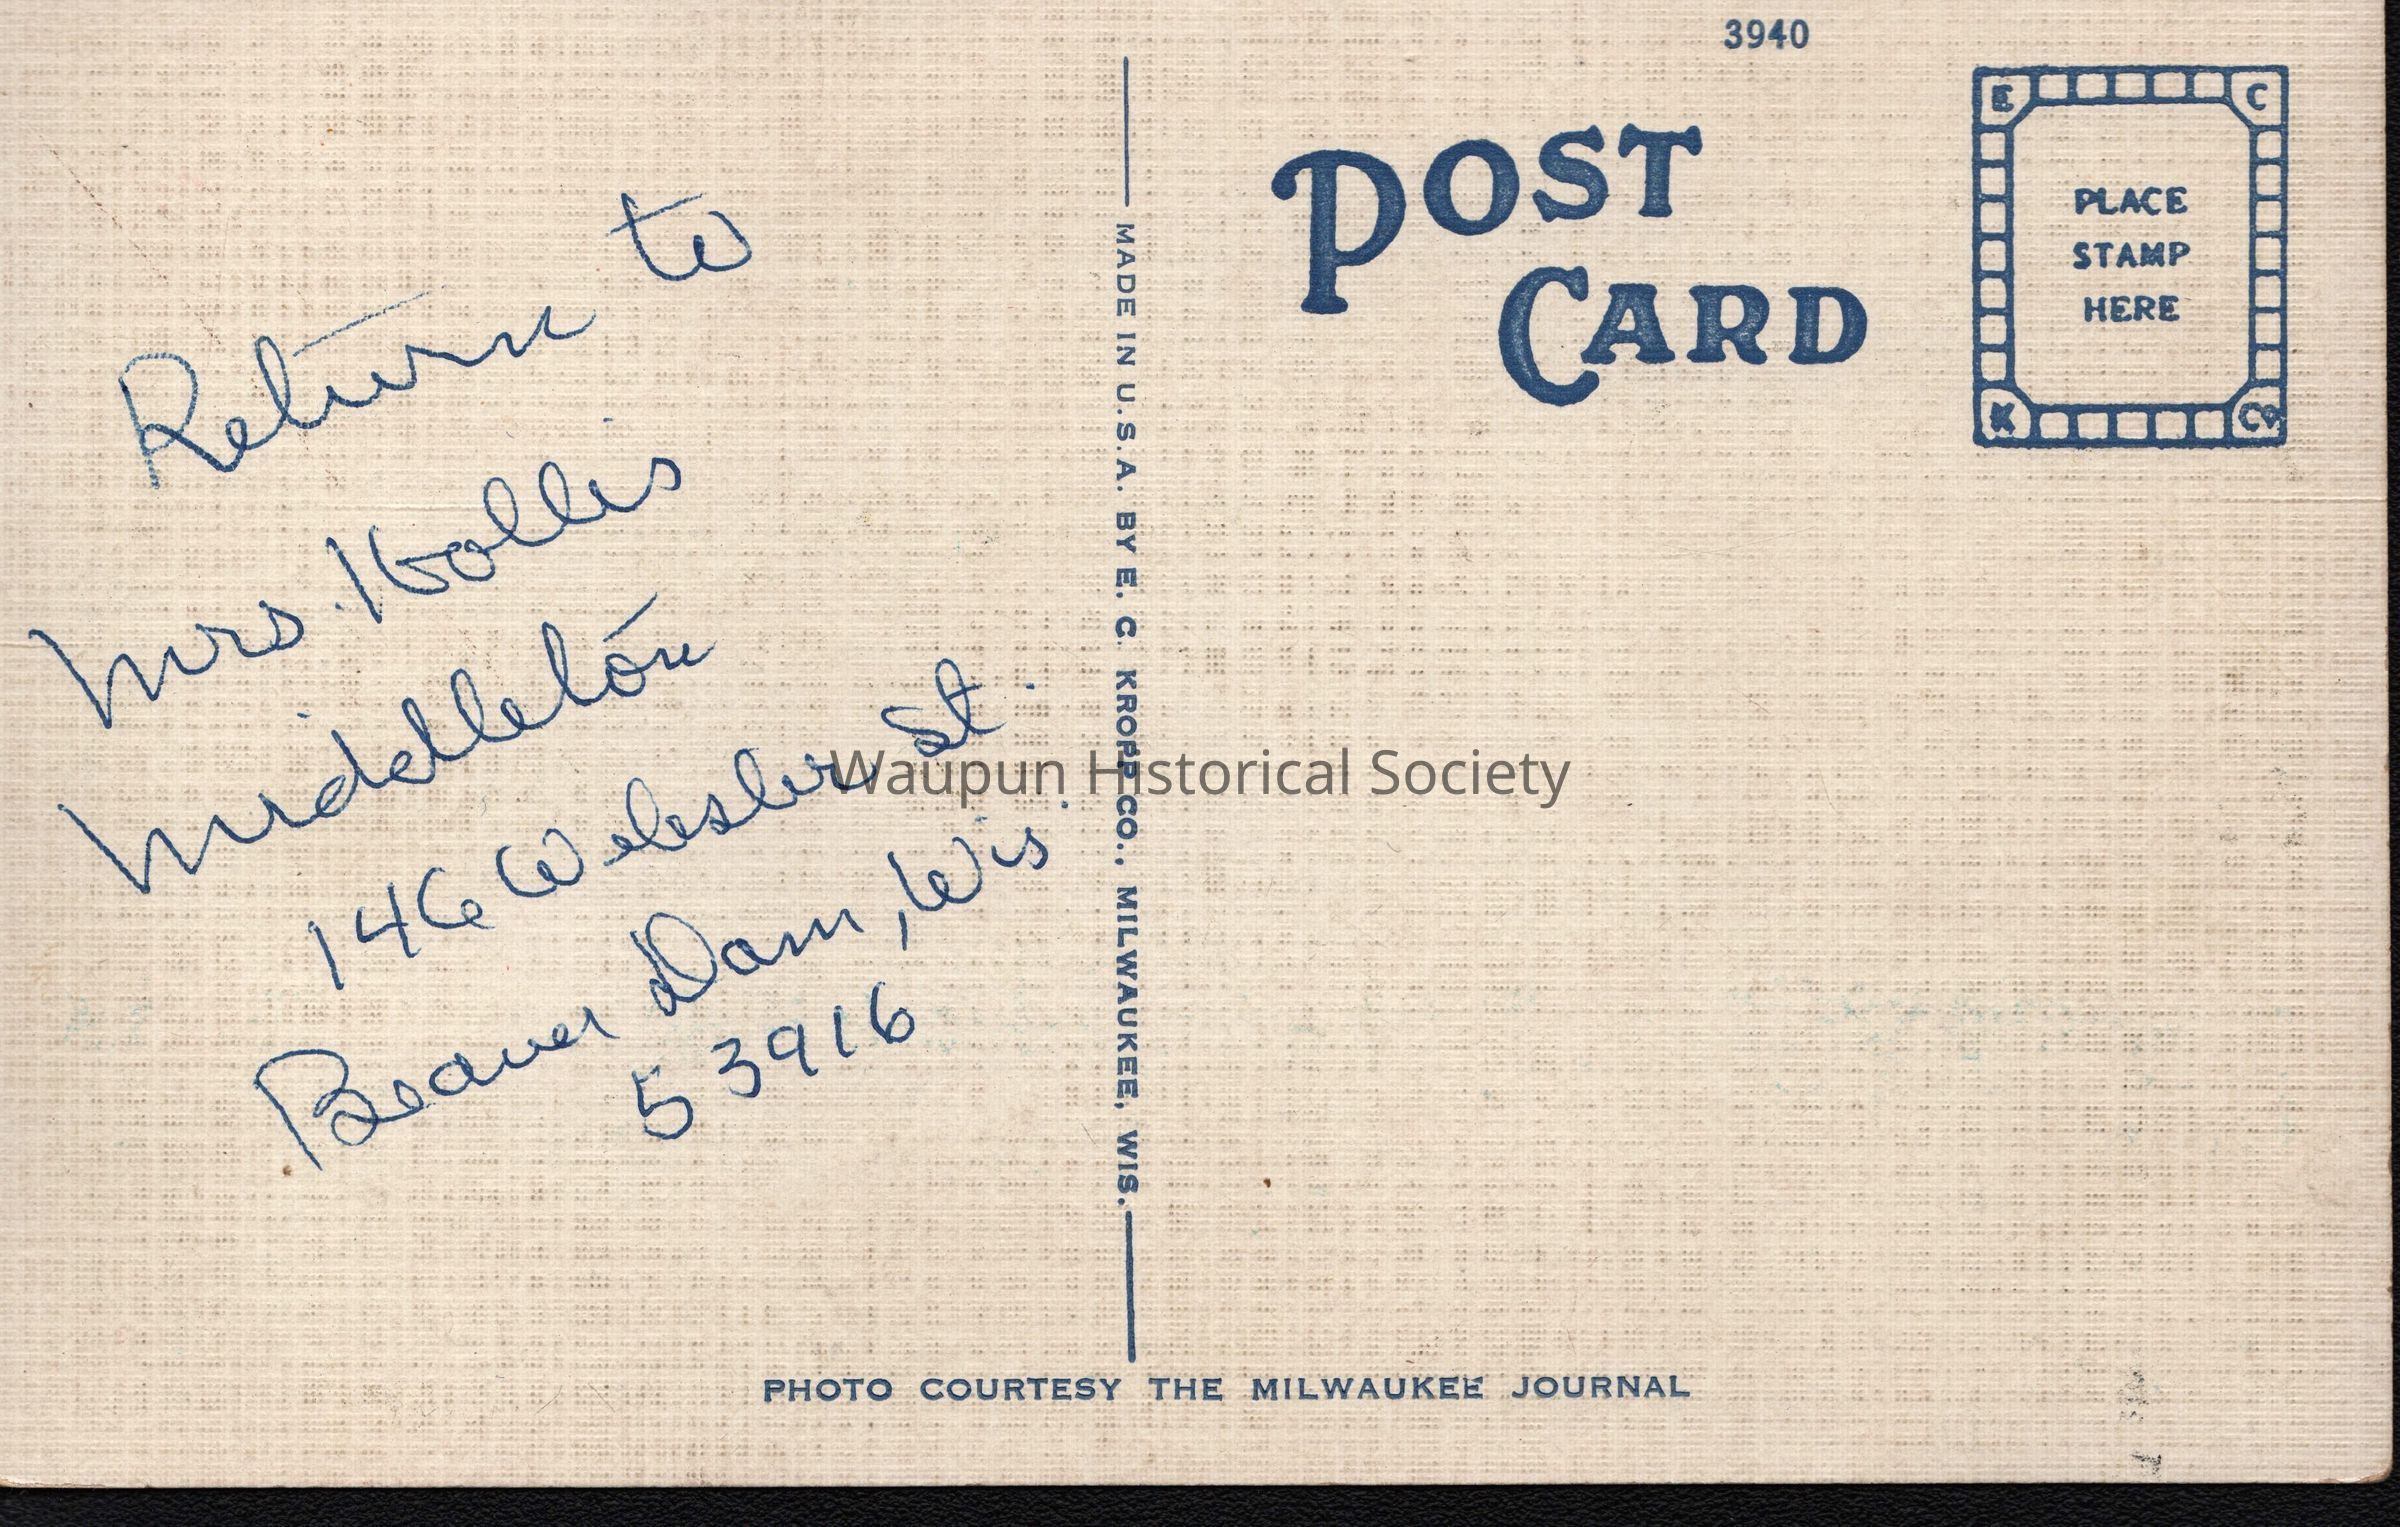 Return to
Mrs. Hollis
Middleton
146 Webster St.
Beaver Dam, Wis.
53916
MADE IN U.S.A. BY E. C. KROPP CO., MILWAUKEE, WIS.
3940
POST
CARD
E C
PLACE
STAMP
HERE
K CO
Waupun Historical Society
PHOTO COURTESY THE MILWAUKEE JOURNAL